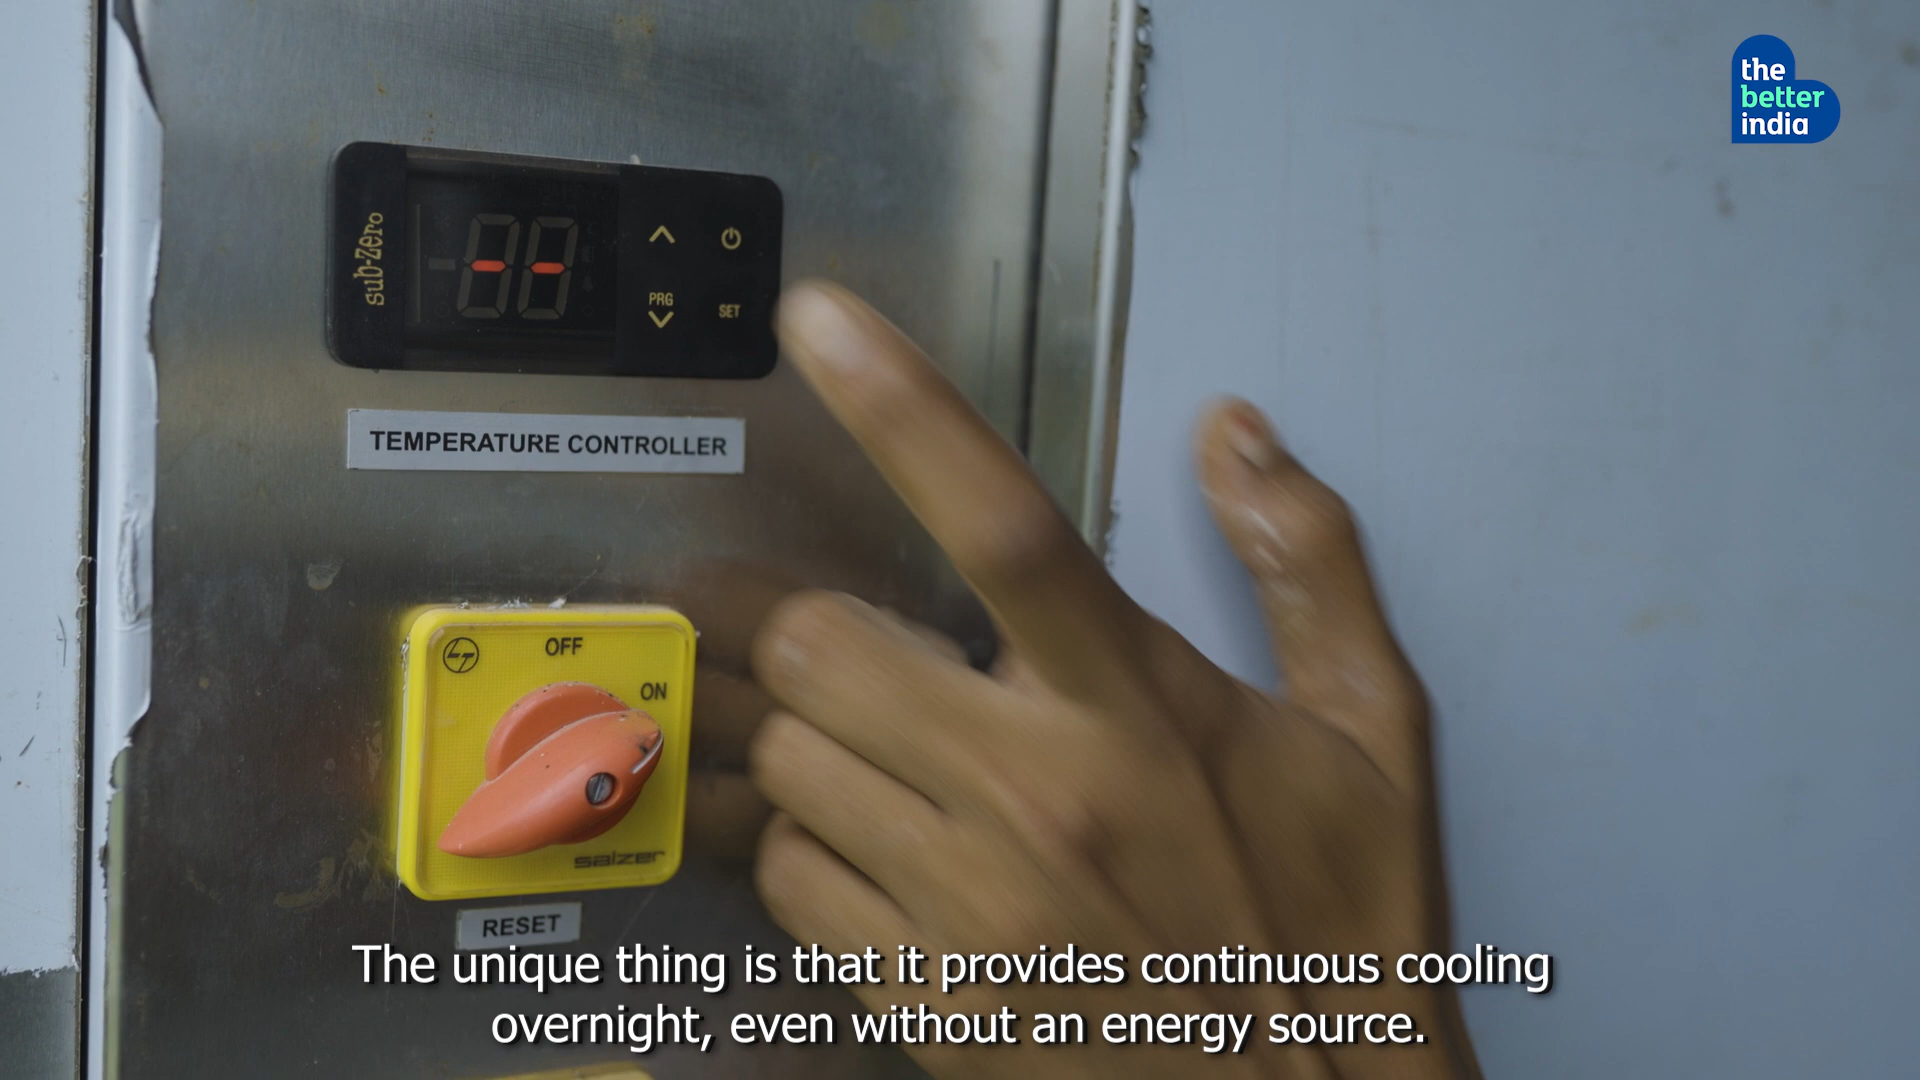 the
better
india
sub-zero
--
PRG
SET
TEMPERATURE CONTROLLER
LT
OFF
ON
salzer
RESET
The unique thing is that it provides continuous cooling
overnight, even without an energy source.